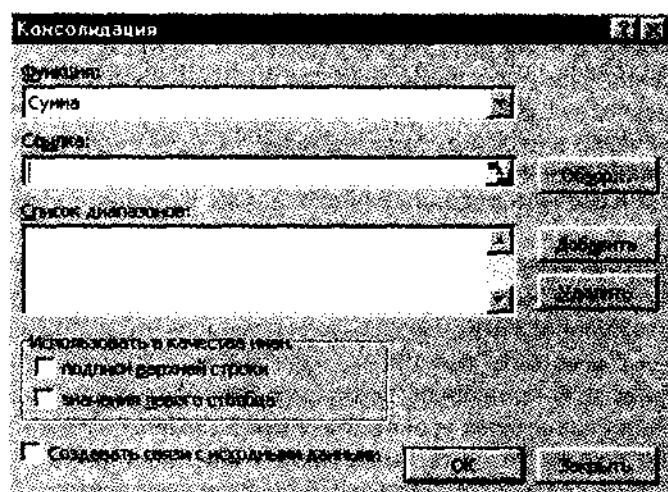 Консолидация
Функция:
Сумма
Ссылка:
Обзор...
Список диапазонов:
Добавить
Удалить
Использовать в качестве имен
подписи верхней строки
значения левого столбца
Создавать связи с исходными данными
OK
Закрыть